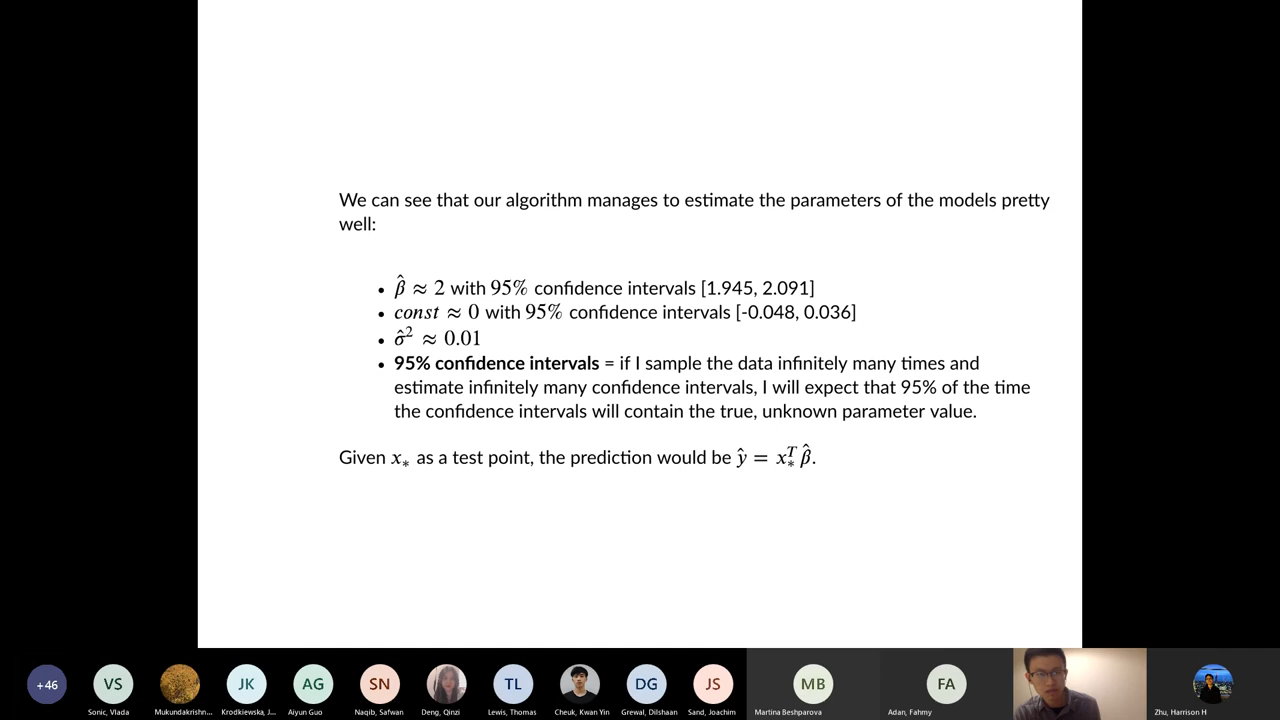 We can see that our algorithm manages to estimate the parameters of the models pretty
well:
• β̂ ≈ 2 with 95% confidence intervals [1.945, 2.091]
• const ≈ 0 with 95% confidence intervals [-0.048, 0.036]
• σ̂² ≈ 0.01
• 95% confidence intervals = if I sample the data infinitely many times and
estimate infinitely many confidence intervals, I will expect that 95% of the time
the confidence intervals will contain the true, unknown parameter value.
Given x* as a test point, the prediction would be ŷ = x*ᵀ β̂.
+46 VS JK AG SN TL DG JS MB FA
Sonic, Vlada Mukundakrishn... Krodkiewska, J... Aiyun Guo Naqib, Safwan Deng, Qinzi Lewis, Thomas Cheuk, Kwan Yin Grewal, Dilshaan Sand, Joachim Martina Beshparova Adan, Fahmy Zhu, Harrison H